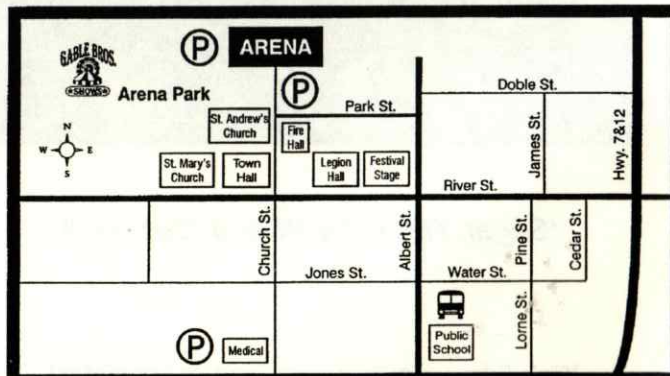 GABLE BROS.
SHOWS
Arena Park
P
ARENA
P
Park St.
Doble St.
St. Andrew's
Church
Fire
Hall
James St.
Hwy. 7&12
N
W E
S
St. Mary's
Church
Town
Hall
Legion
Hall
Festival
Stage
River St.
Church St.
Albert St.
Pine St.
Cedar St.
Jones St.
Water St.
Lorne St.
P
Medical
Public
School